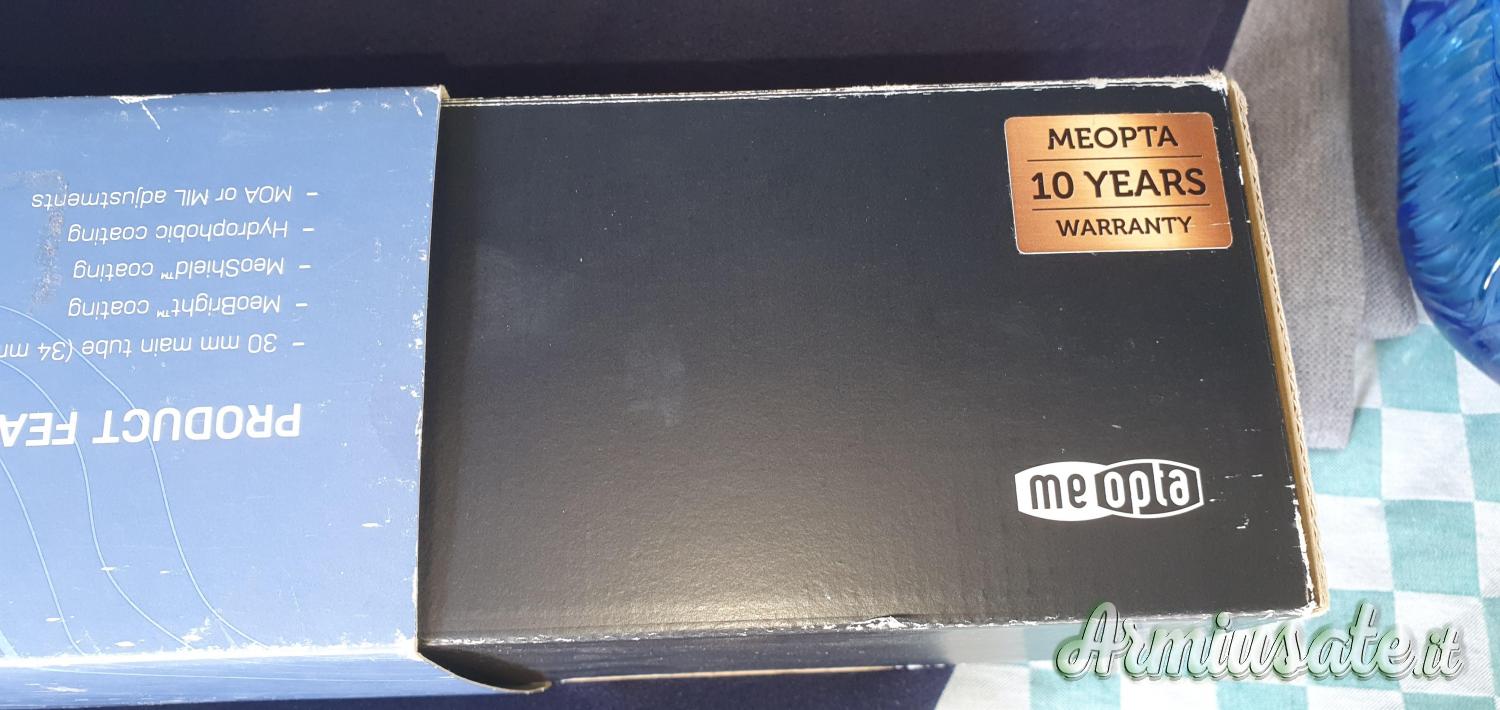 PRODUCT FEA
- 30 mm main tube (34 m
- MeoBright™ coating
- MeoShield™ coating
- Hydrophobic coating
- MOA or MIL adjustments
MEOPTA
10 YEARS
WARRANTY
meopta
Armiusate.it